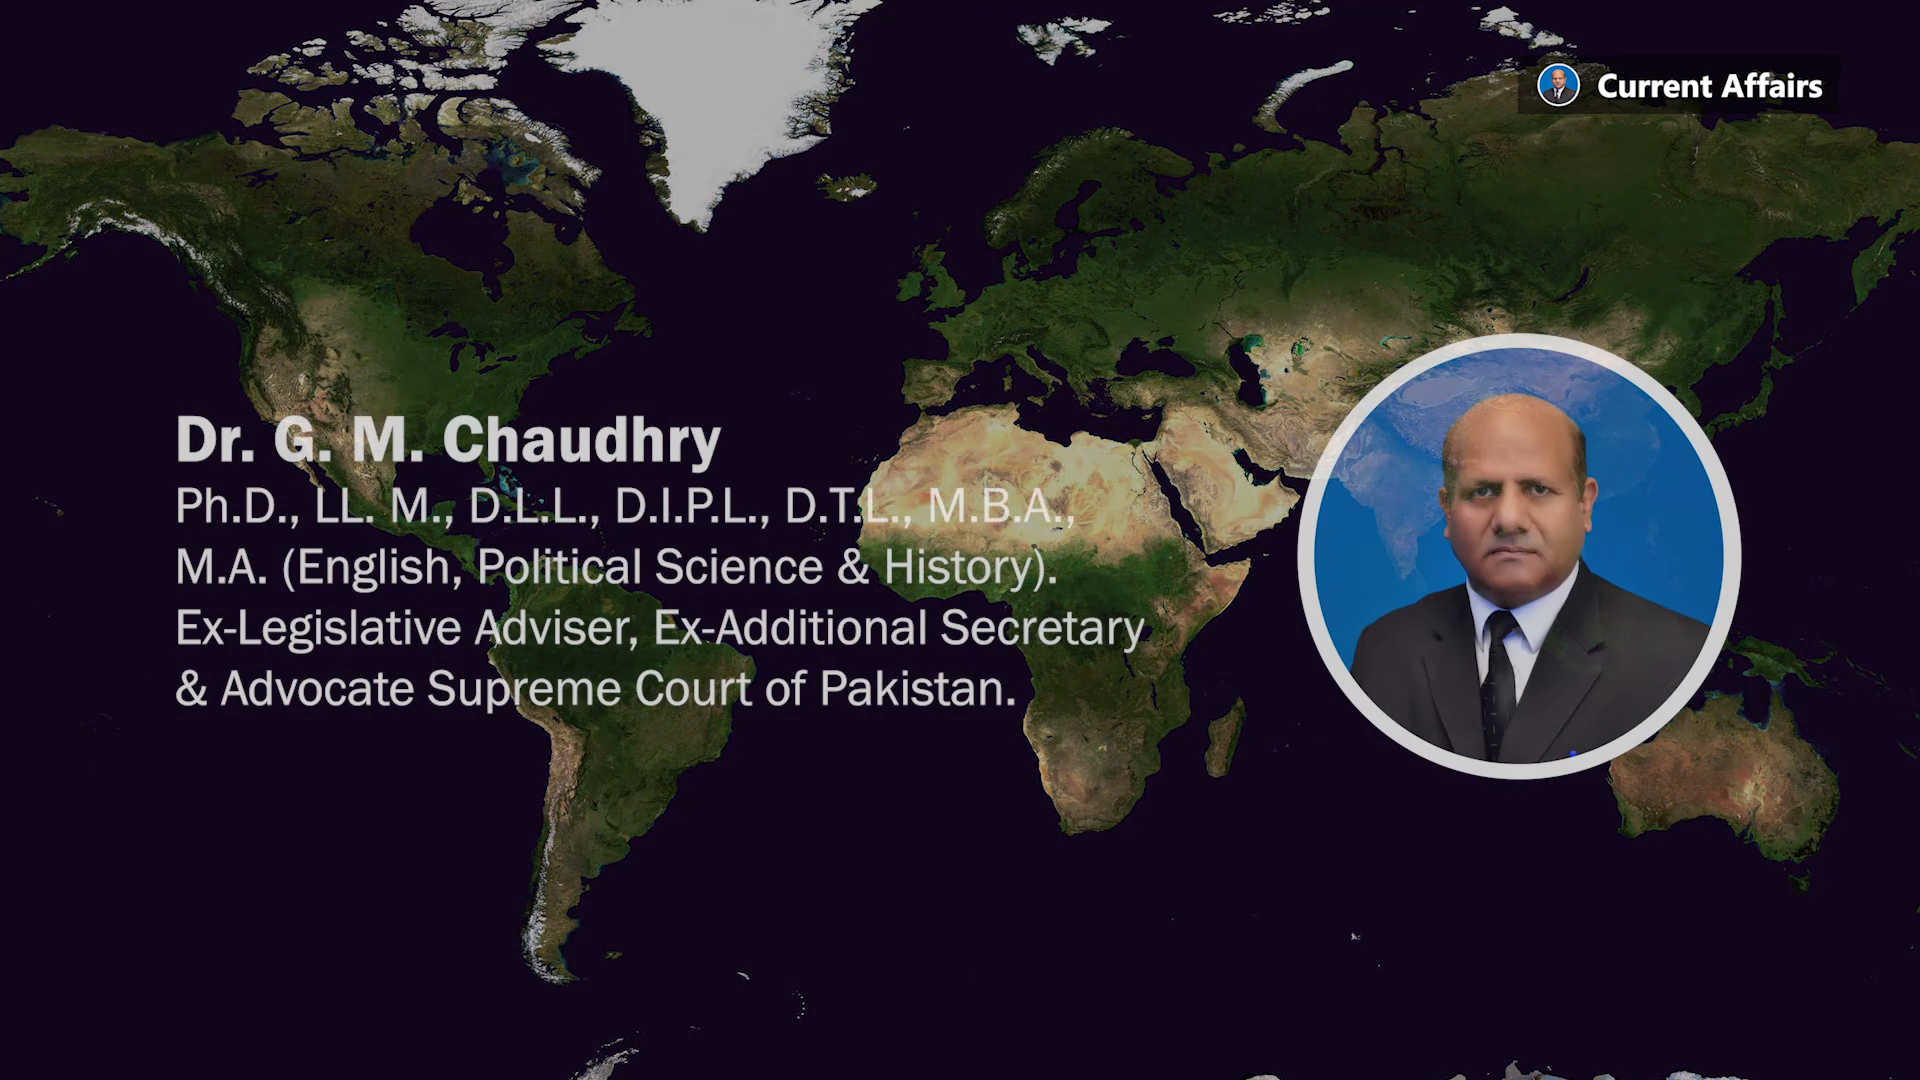 Current Affairs
Dr. G. M. Chaudhry
Ph.D., LL. M., D.L.L., D.I.P.L., D.T.L., M.B.A.,
M.A. (English, Political Science & History).
Ex-Legislative Adviser, Ex-Additional Secretary
& Advocate Supreme Court of Pakistan.